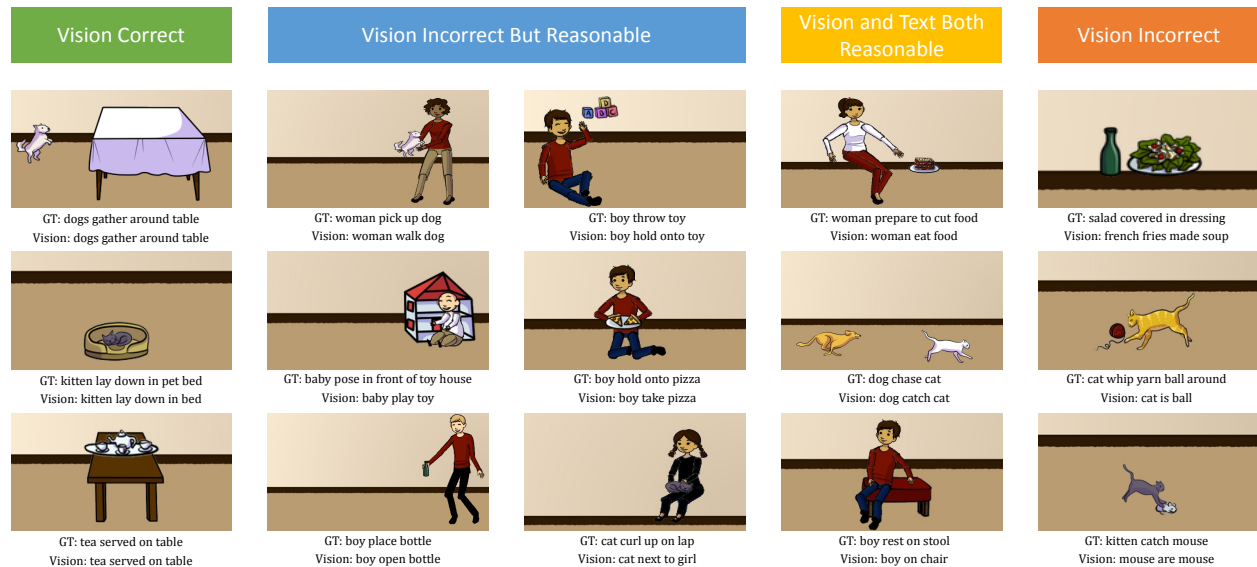 Vision Correct
Vision Incorrect But Reasonable
Vision and Text Both
Reasonable
Vision Incorrect
D
A B C
GT: dogs gather around table
Vision: dogs gather around table
GT: woman pick up dog
Vision: woman walk dog
GT: boy throw toy
Vision: boy hold onto toy
GT: woman prepare to cut food
Vision: woman eat food
GT: salad covered in dressing
Vision: french fries made soup
GT: kitten lay down in pet bed
Vision: kitten lay down in bed
GT: baby pose in front of toy house
Vision: baby play toy
GT: boy hold onto pizza
Vision: boy take pizza
GT: dog chase cat
Vision: dog catch cat
GT: cat whip yarn ball around
Vision: cat is ball
GT: tea served on table
Vision: tea served on table
GT: boy place bottle
Vision: boy open bottle
GT: cat curl up on lap
Vision: cat next to girl
GT: boy rest on stool
Vision: boy on chair
GT: kitten catch mouse
Vision: mouse are mouse